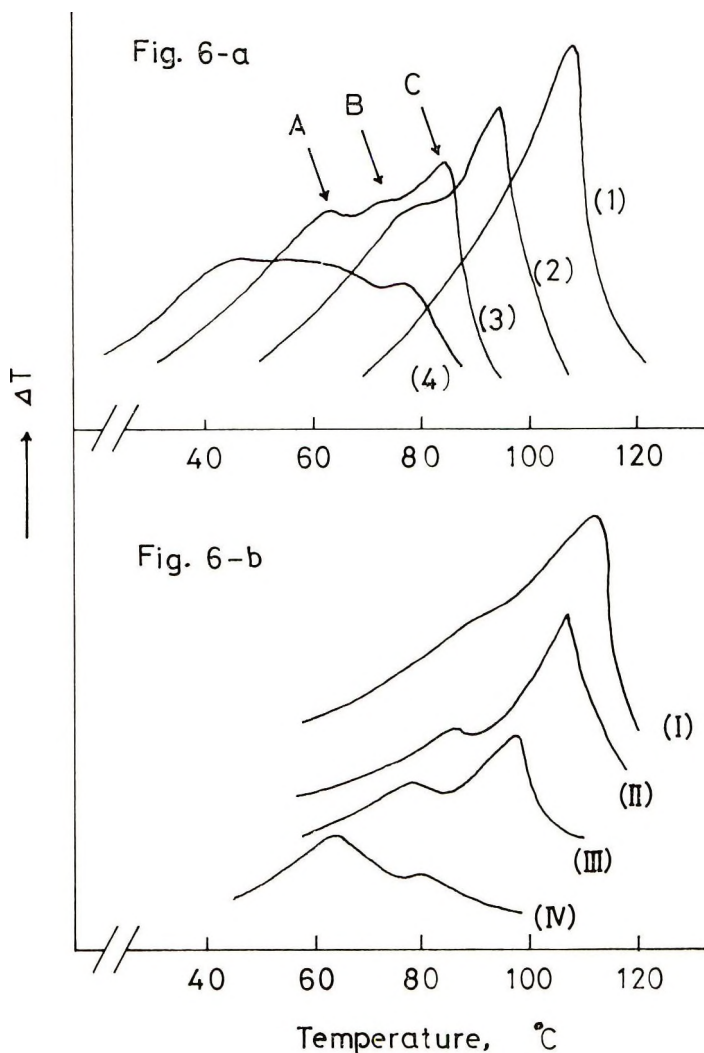 Fig. 6-a
A
B
C
(1)
(2)
(3)
(4)
ΔT
40 60 80 100 120
Fig. 6-b
(I)
(II)
(III)
(IV)
40 60 80 100 120
Temperature, °C